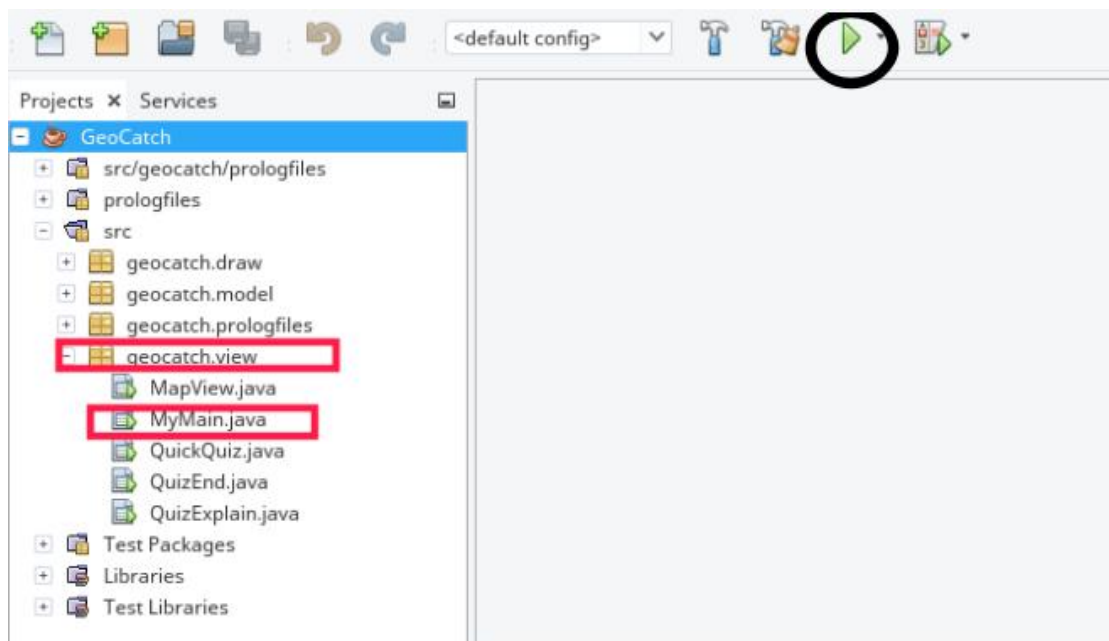 <default config>
Projects Services
GeoCatch
src/geocatch/prologfiles
prologfiles
src
geocatch.draw
geocatch.model
geocatch.prologfiles
geocatch.view
MapView.java
MyMain.java
QuickQuiz.java
QuizEnd.java
QuizExplain.java
Test Packages
Libraries
Test Libraries